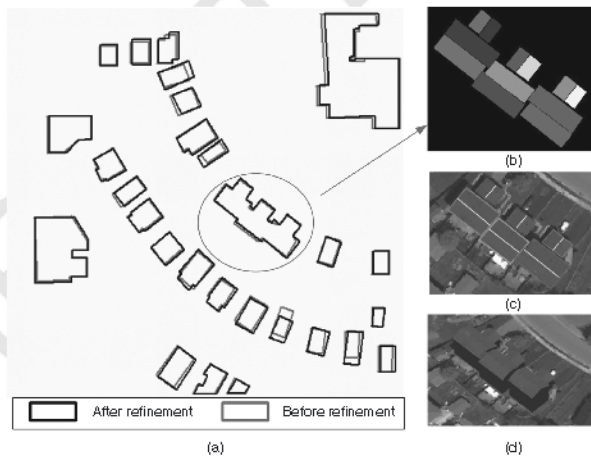 (b)
(c)
After refinement
Before refinement
(a)
(d)